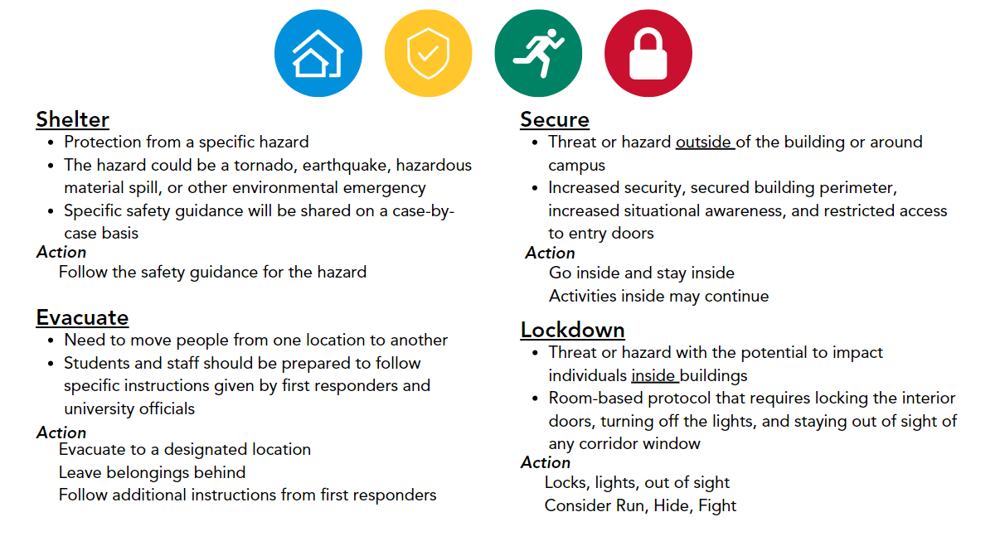 Shelter
• Protection from a specific hazard
• The hazard could be a tornado, earthquake, hazardous
material spill, or other environmental emergency
• Specific safety guidance will be shared on a case-by-
case basis
Action
Follow the safety guidance for the hazard
Evacuate
• Need to move people from one location to another
• Students and staff should be prepared to follow
specific instructions given by first responders and
university officials
Action
Evacuate to a designated location
Leave belongings behind
Follow additional instructions from first responders
Secure
• Threat or hazard outside of the building or around
campus
• Increased security, secured building perimeter,
increased situational awareness, and restricted access
to entry doors
Action
Go inside and stay inside
Activities inside may continue
Lockdown
• Threat or hazard with the potential to impact
individuals inside buildings
• Room-based protocol that requires locking the interior
doors, turning off the lights, and staying out of sight of
any corridor window
Action
Locks, lights, out of sight
Consider Run, Hide, Fight